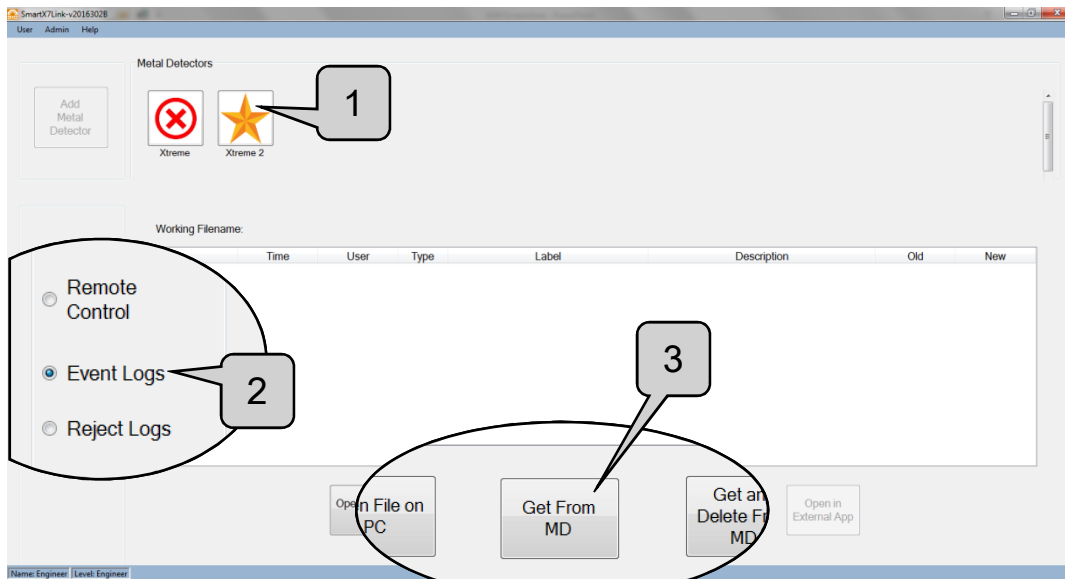 SmartX7Link-v2016302B
User Admin Help
Metal Detectors
Add
Metal
Detector
1
Xtreme
Xtreme 2
Working Filename:
Time User Type Label Description Old New
Remote
Control
Event Logs
2
Reject Logs
3
Open File on
PC
Get From
MD
Get an
Delete Fr
MD
Open in
External App
Name: Engineer Level: Engineer